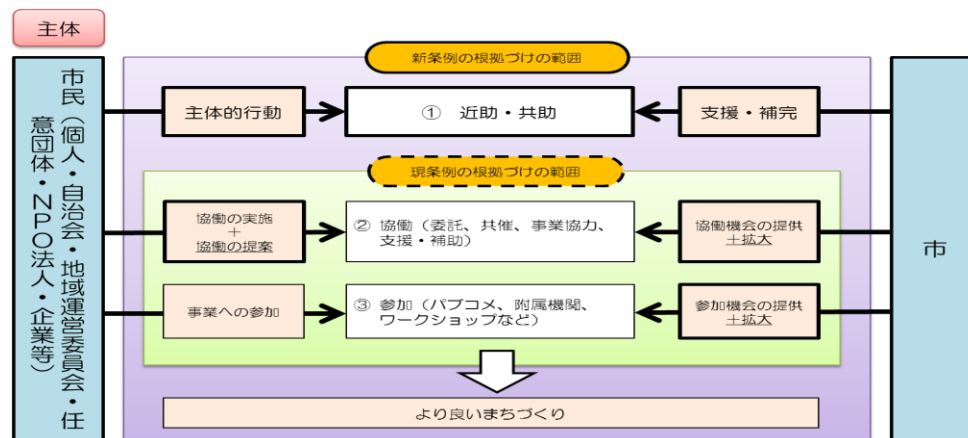 主体
市民（個人・自治会・地域運営委員会・任
意団体・NPO法人・企業等）
新条例の根拠づけの範囲
主体的行動
① 近助・共助
支援・補完
現条例の根拠づけの範囲
協働の実施
＋
協働の提案
② 協働（委託、共催、事業協力、
支援・補助）
協働機会の提供
＋拡大
事業への参加
③ 参加（パブコメ、附属機関、
ワークショップなど）
参加機会の提供
＋拡大
より良いまちづくり
市